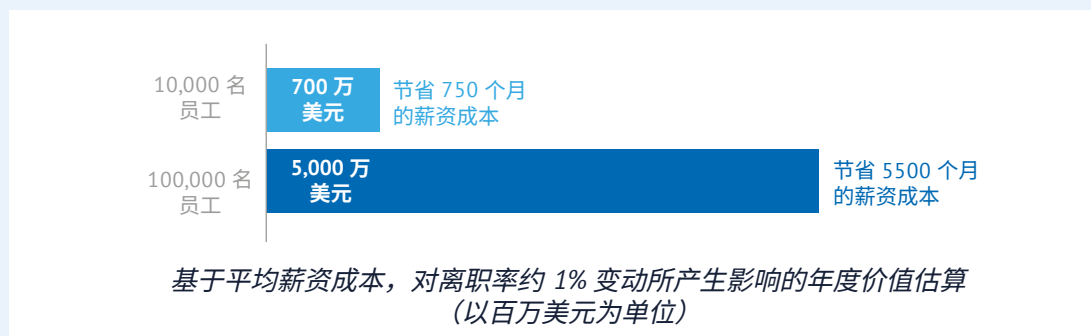 10,000 名
员工
700 万
美元
节省 750 个月
的薪资成本
100,000 名
员工
5,000 万
美元
节省 5500 个月
的薪资成本
基于平均薪资成本，对离职率约 1% 变动所产生影响的年度价值估算
（以百万美元为单位）